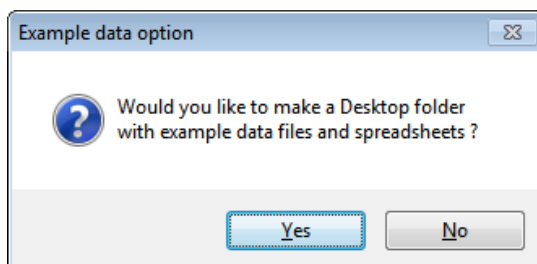 Example data option
Would you like to make a Desktop folder
with example data files and spreadsheets ?
Yes
No